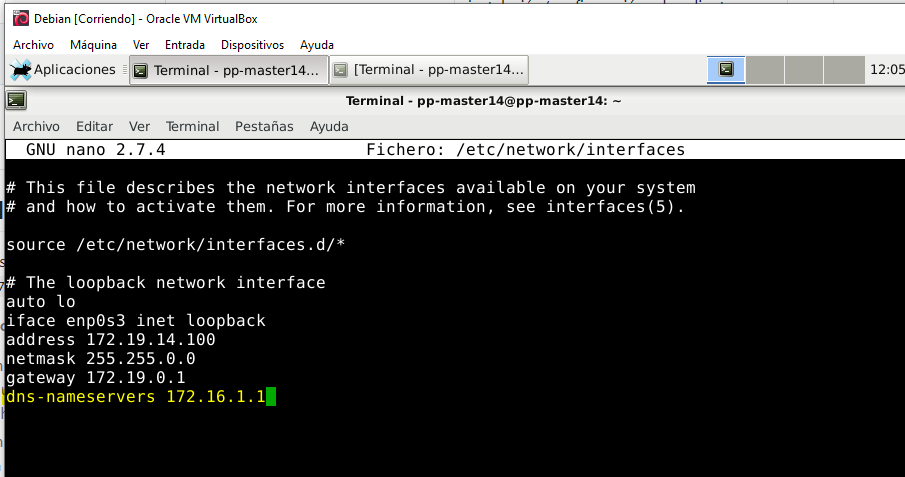 Debian [Corriendo] - Oracle VM VirtualBox
Archivo Máquina Ver Entrada Dispositivos Ayuda
Aplicaciones Terminal - pp-master14... [Terminal - pp-master14... 12:05
Terminal - pp-master14@pp-master14: ~
Archivo Editar Ver Terminal Pestañas Ayuda
GNU nano 2.7.4 Fichero: /etc/network/interfaces
# This file describes the network interfaces available on your system
# and how to activate them. For more information, see interfaces(5).
source /etc/network/interfaces.d/*
# The loopback network interface
auto lo
iface enp0s3 inet loopback
address 172.19.14.100
netmask 255.255.0.0
gateway 172.19.0.1
dns-nameservers 172.16.1.1